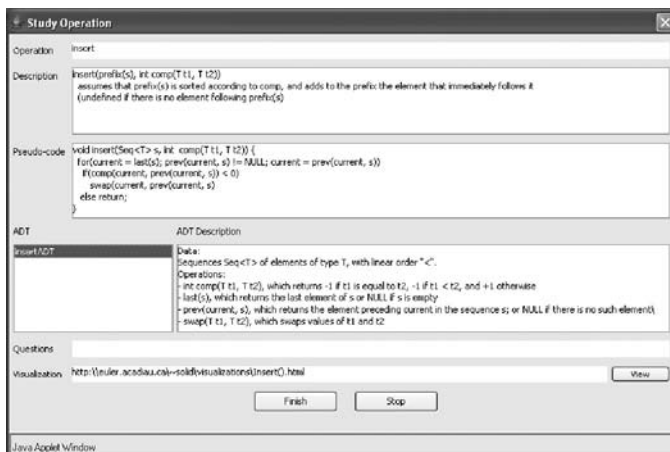 Study Operation
Operation
insert
Description
insert(prefix(s), int comp(T t1, T t2))
assumes that prefix(s) is sorted according to comp, and adds to the prefix the element that immediately follows it
(undefined if there is no element following prefix(s)
Pseudo-code
void insert(Seq<T> s, int comp(T t1, T t2)) {
for(current = last(s); prev(current, s) != NULL; current = prev(current, s))
if(comp(current, prev(current, s)) < 0)
swap(current, prev(current, s)
else return;
}
ADT
ADT Description
insertADT
Data:
Sequences Seq<T> of elements of type T, with linear order "<".
Operations:
- int comp(T t1, T t2), which returns -1 if t1 is equal to t2, -1 if t1 < t2, and +1 otherwise
- last(s), which returns the last element of s or NULL if s is empty
- prev(current, s), which returns the element preceding current in the sequence s; or NULL if there is no such element\
- swap(T t1, T t2), which swaps values of t1 and t2
Questions
Visualization
http:\\euler.acadiau.ca\~solid\visualizations\Insert().html
View
Finish
Stop
Java Applet Window